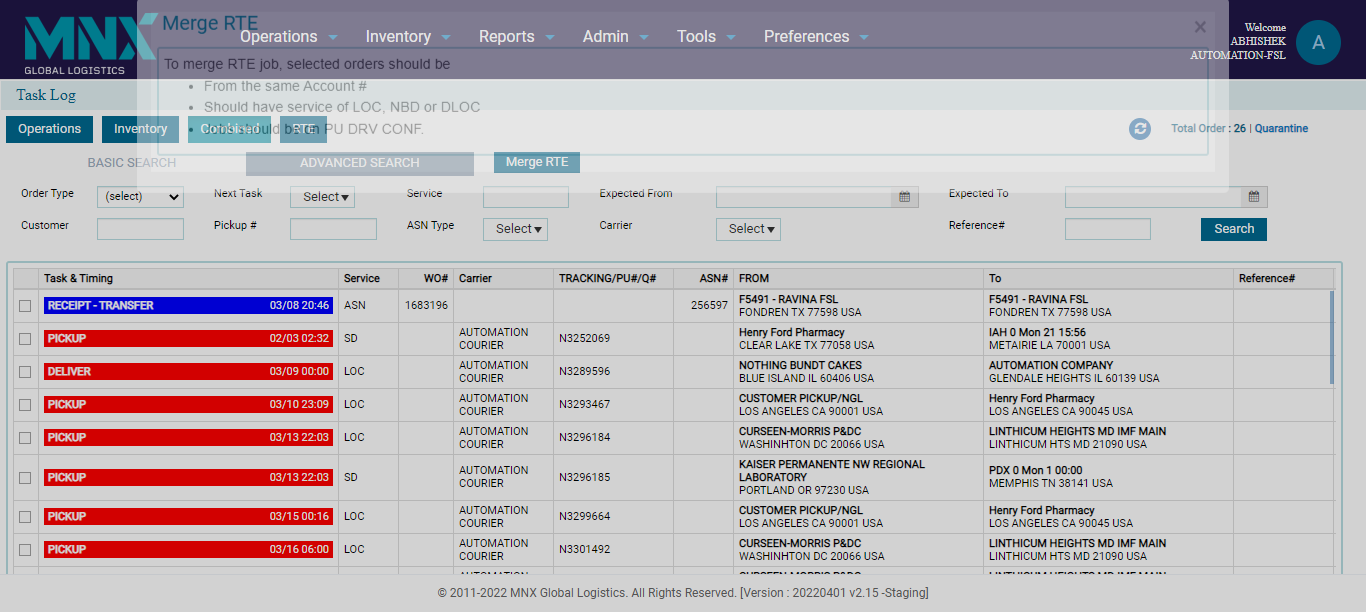 MNX
GLOBAL LOGISTICS
Merge RTE
×
Operations Inventory Reports Admin Tools Preferences
Welcome
ABHISHEK
AUTOMATION-FSL
A
To merge RTE job, selected orders should be
• From the same Account #
• Should have service of LOC, NBD or DLOC
• Jobs should be in PU DRV CONF.
Task Log
Operations Inventory Combined RTE
Total Order : 26 | Quarantine
BASIC SEARCH ADVANCED SEARCH Merge RTE
Order Type (select) Next Task Select Service Expected From Expected To
Customer Pickup # ASN Type Select Carrier Select Reference# Search
Task & Timing Service WO# Carrier TRACKING/PU#/Q# ASN# FROM To Reference#
RECEIPT - TRANSFER 03/08 20:46 ASN 1683196 256597 F5491 - RAVINA FSL F5491 - RAVINA FSL
FONDREN TX 77598 USA FONDREN TX 77598 USA
PICKUP 02/03 02:32 SD AUTOMATION COURIER N3252069 Henry Ford Pharmacy IAH 0 Mon 21 15:56
CLEAR LAKE TX 77058 USA METAIRIE LA 70001 USA
DELIVER 03/09 00:00 LOC AUTOMATION COURIER N3289596 NOTHING BUNDT CAKES AUTOMATION COMPANY
BLUE ISLAND IL 60406 USA GLENDALE HEIGHTS IL 60139 USA
PICKUP 03/10 23:09 LOC AUTOMATION COURIER N3293467 CUSTOMER PICKUP/NGL Henry Ford Pharmacy
LOS ANGELES CA 90001 USA LOS ANGELES CA 90045 USA
PICKUP 03/13 22:03 LOC AUTOMATION COURIER N3296184 CURSEEN-MORRIS P&DC LINTHICUM HEIGHTS MD IMF MAIN
WASHINHTON DC 20066 USA LINTHICUM HTS MD 21090 USA
PICKUP 03/13 22:03 SD AUTOMATION COURIER N3296185 KAISER PERMANENTE NW REGIONAL LABORATORY PDX 0 Mon 1 00:00
PORTLAND OR 97230 USA MEMPHIS TN 38141 USA
PICKUP 03/15 00:16 LOC AUTOMATION COURIER N3299664 CUSTOMER PICKUP/NGL Henry Ford Pharmacy
LOS ANGELES CA 90001 USA LOS ANGELES CA 90045 USA
PICKUP 03/16 06:00 LOC AUTOMATION COURIER N3301492 CURSEEN-MORRIS P&DC LINTHICUM HEIGHTS MD IMF MAIN
WASHINHTON DC 20066 USA LINTHICUM HTS MD 21090 USA
© 2011-2022 MNX Global Logistics. All Rights Reserved. [Version : 20220401 v2.15 -Staging]